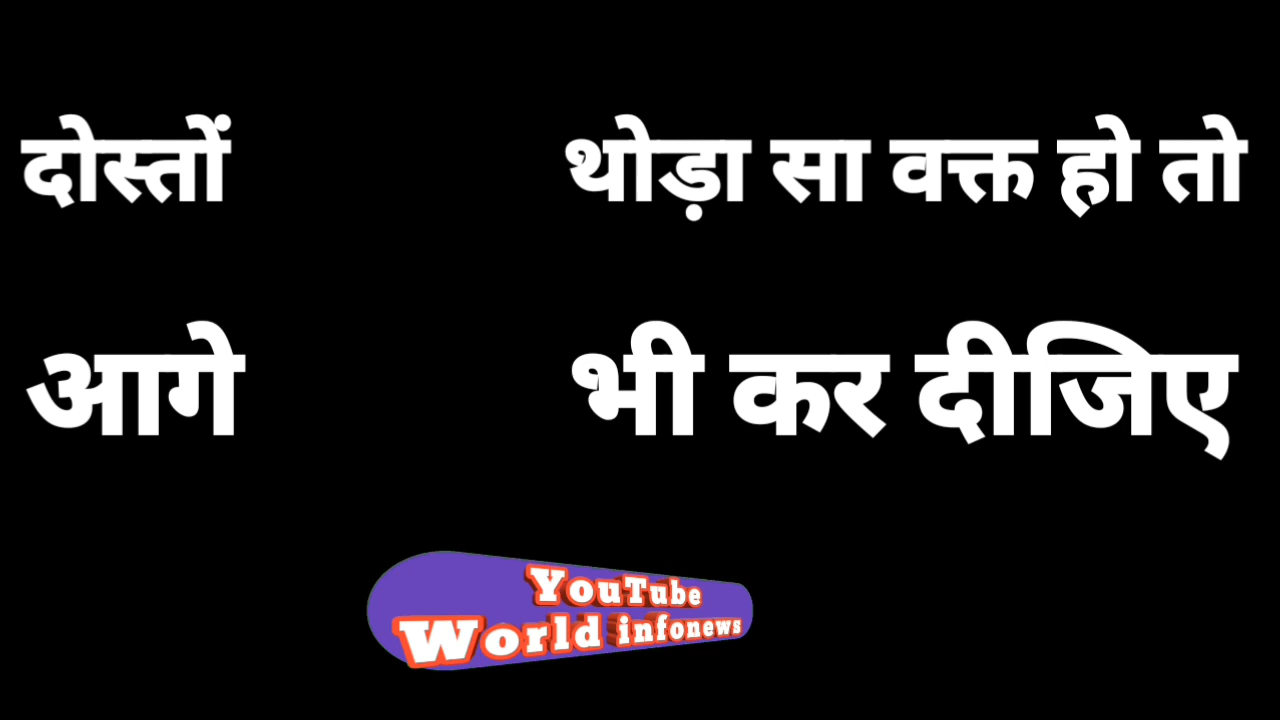 दोस्तों थोड़ा सा वक्त हो तो
आगे भी कर दीजिए
YouTube
World infonews